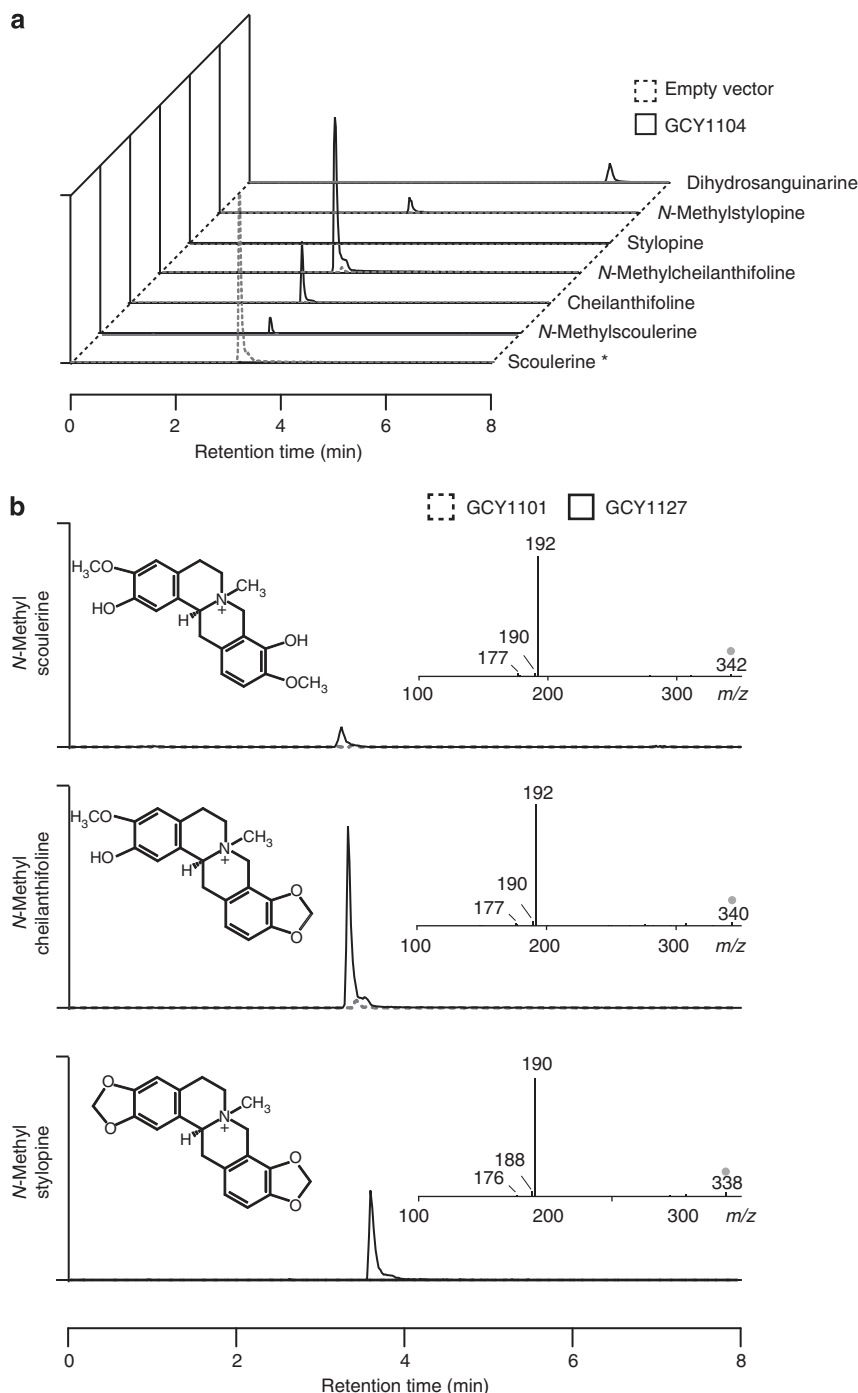 a
Empty vector
GCY1104
Dihydrosanguinarine
N-Methylstylopine
Stylopine
N-Methylcheilanthifoline
Cheilanthifoline
N-Methylscoulerine
Scoulerine *
0 2 4 6 8
Retention time (min)
b
GCY1101 GCY1127
N-Methyl
scoulerine
H3CO
HO
N
+
CH3
H
OH
OCH3
192
190
177
342
100 200 300 m/z
N-Methyl
cheilanthifoline
H3CO
HO
N
+
CH3
H
O
O
192
190
177
340
100 200 300 m/z
N-Methyl
stylopine
O
O
N
+
CH3
H
O
O
190
188
176
338
100 200 300 m/z
0 2 4 6 8
Retention time (min)